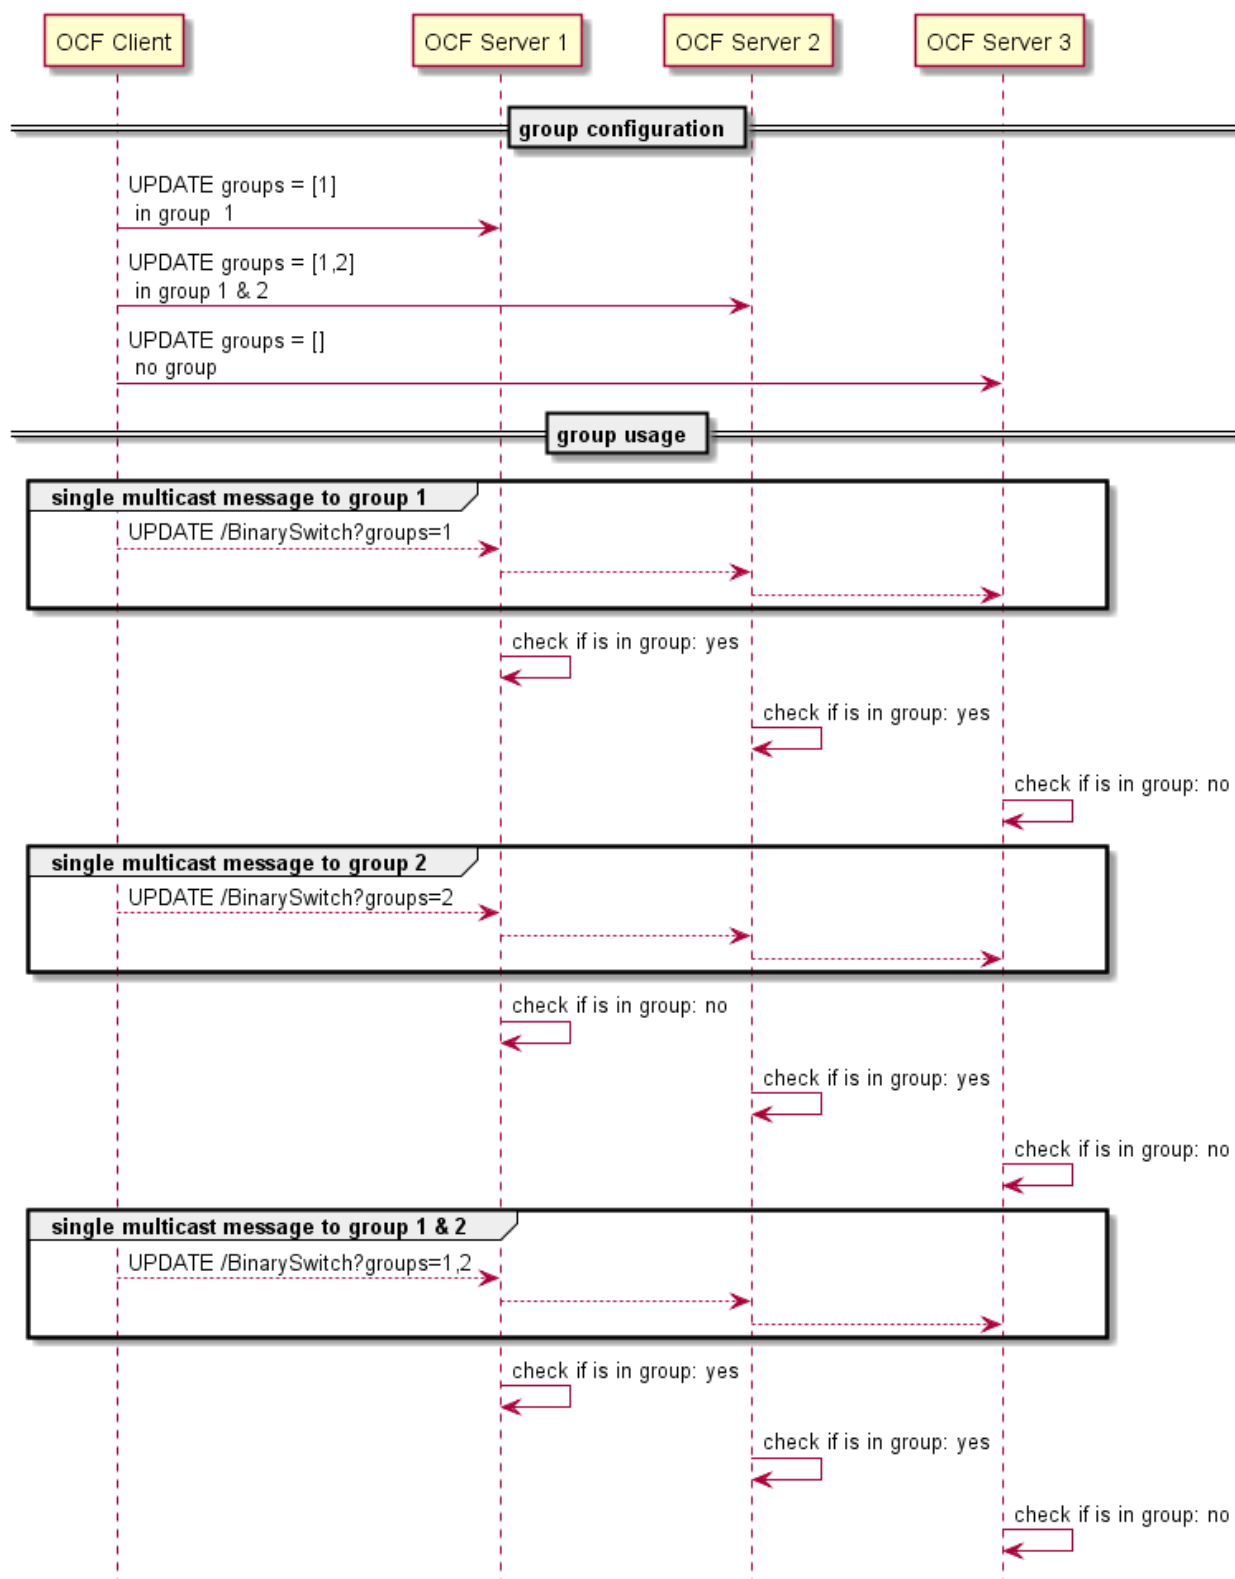 OCF Client
OCF Server 1
OCF Server 2
OCF Server 3
group configuration
UPDATE groups = [1]
in group  1
UPDATE groups = [1,2]
in group 1 & 2
UPDATE groups = []
no group
group usage
single multicast message to group 1
UPDATE /BinarySwitch?groups=1
check if is in group: yes
check if is in group: yes
check if is in group: no
single multicast message to group 2
UPDATE /BinarySwitch?groups=2
check if is in group: no
check if is in group: yes
check if is in group: no
single multicast message to group 1 & 2
UPDATE /BinarySwitch?groups=1,2
check if is in group: yes
check if is in group: yes
check if is in group: no